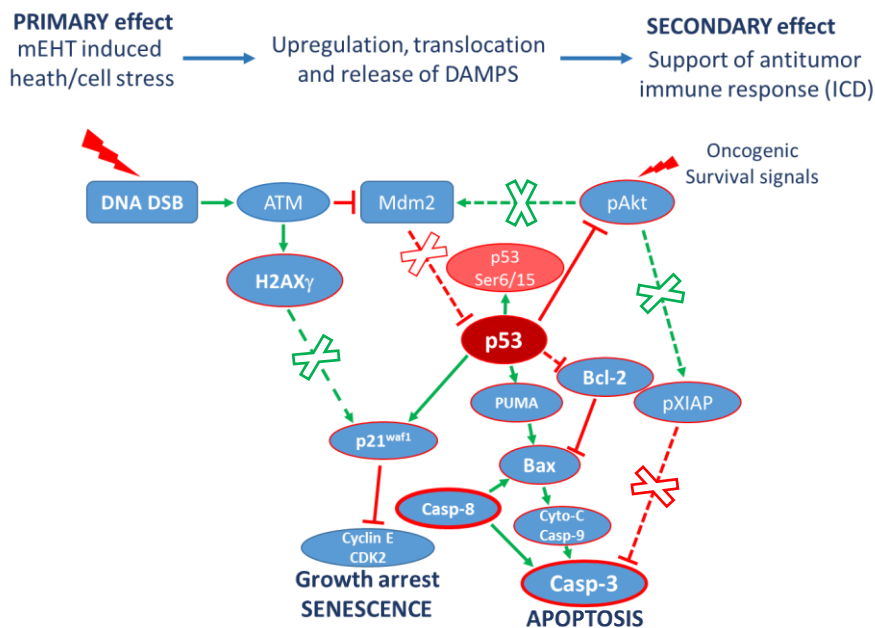 PRIMARY effect
mEHT induced
heath/cell stress
Upregulation, translocation
and release of DAMPS
SECONDARY effect
Support of antitumor
immune response (ICD)
Oncogenic
Survival signals
DNA DSB
ATM
Mdm2
pAkt
H2AXγ
p53
Ser6/15
p53
Bcl-2
PUMA
pXIAP
p21waf1
Bax
Casp-8
Cyto-C
Casp-9
Cyclin E
CDK2
Casp-3
Growth arrest
SENESCENCE
APOPTOSIS